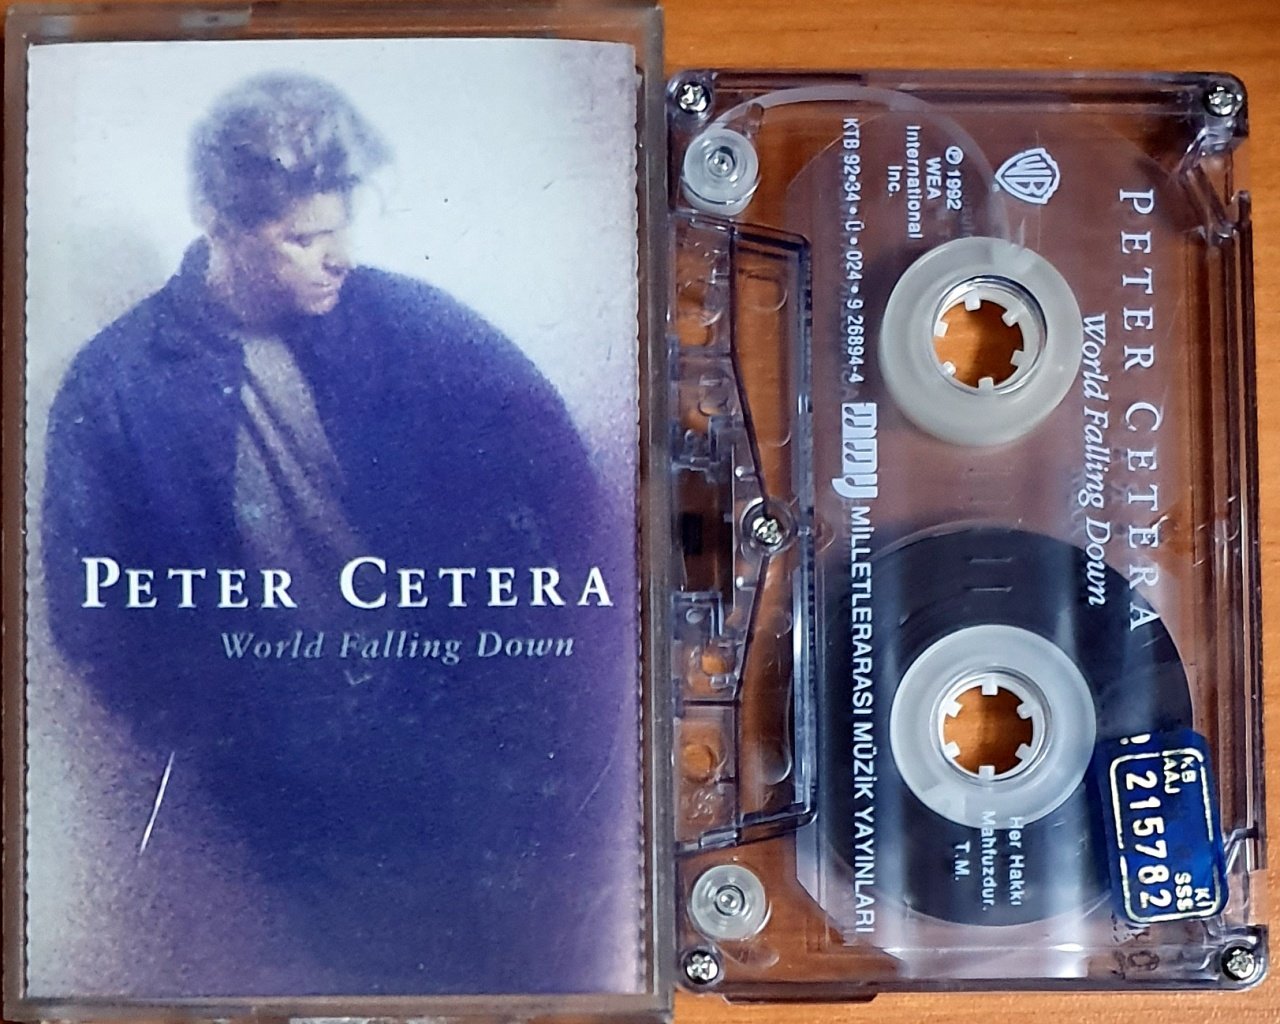 PETER CETERA
World Falling Down
PETER CETERA
World Falling Down
WB
℗ 1992
WEA
International
Inc.
KTB 92•34 • Ü • 024 • 9 26894-4
mmy MİLLETLERARASI MÜZİK YAYINLARI
Her Hakkı
Mahfuzdur.
T.M.
KB
AAJ
SSS
215782